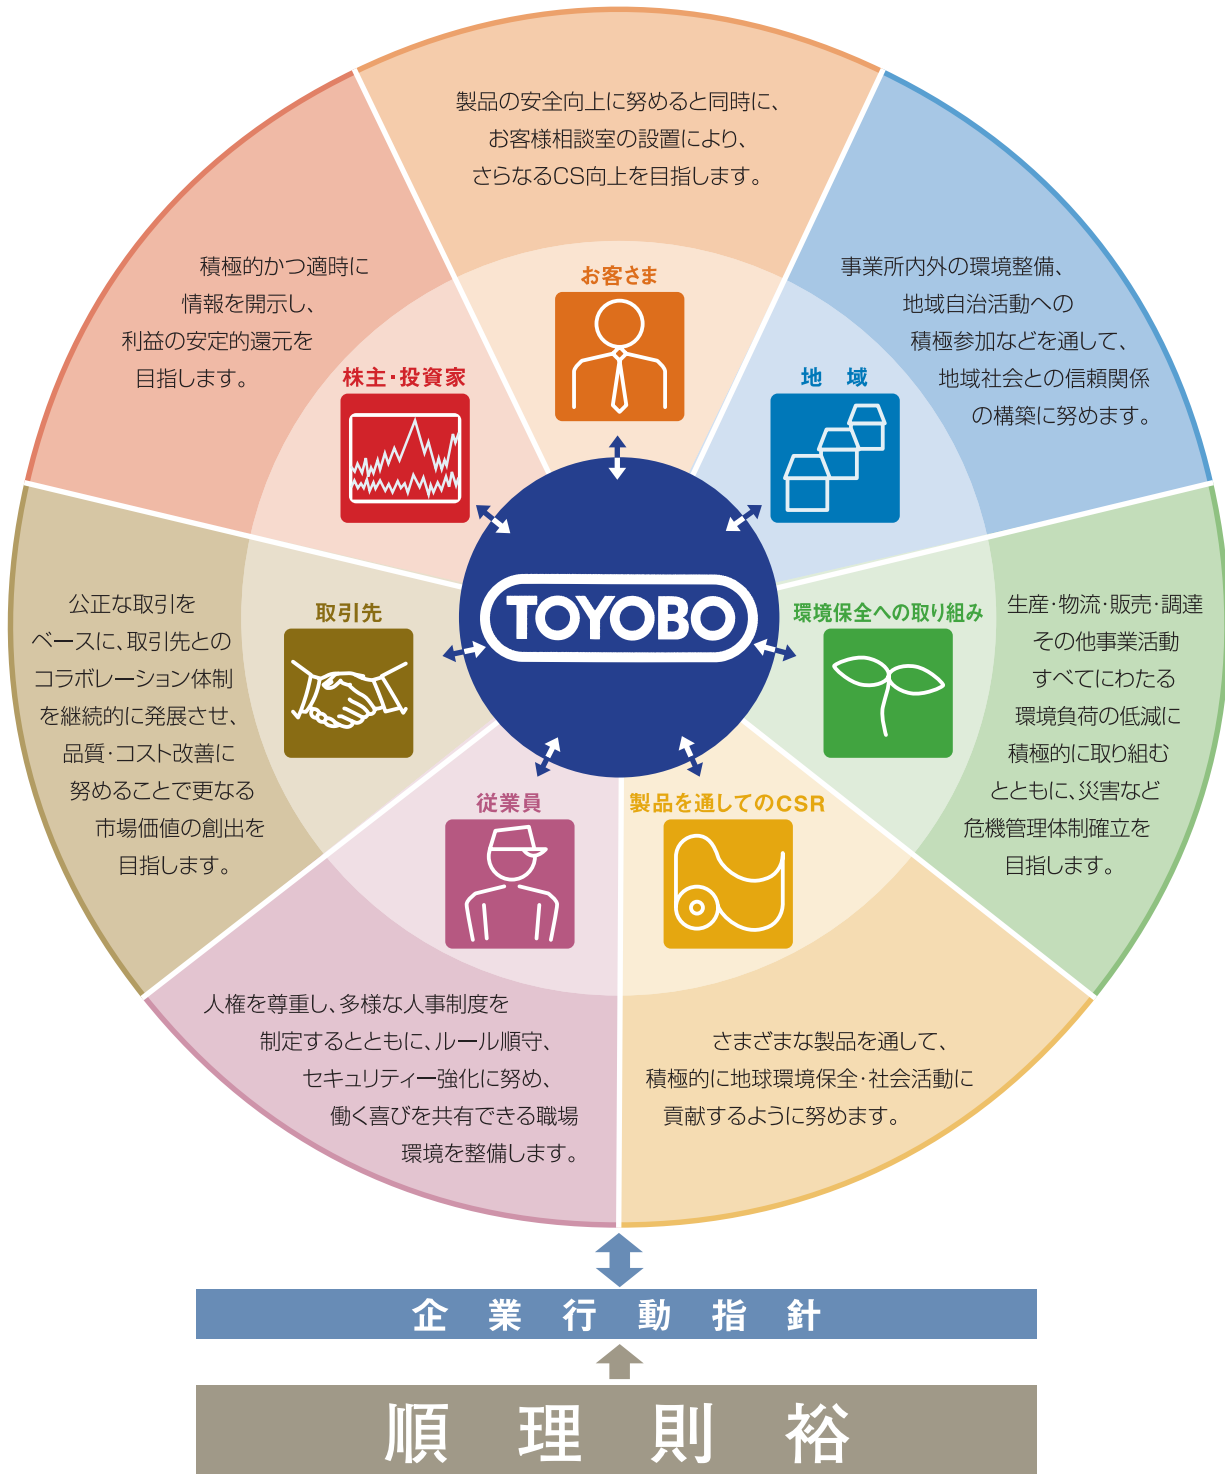 製品の安全向上に努めると同時に、
お客様相談室の設置により、
さらなるCS向上を目指します。
お客さま
事業所内外の環境整備、
地域自治活動への
積極参加などを通して、
地域社会との信頼関係
の構築に努めます。
地 域
生産・物流・販売・調達
その他事業活動
すべてにわたる
環境負荷の低減に
積極的に取り組む
とともに、災害など
危機管理体制確立を
目指します。
環境保全への取り組み
製品を通してのCSR
さまざまな製品を通して、
積極的に地球環境保全・社会活動に
貢献するように努めます。
従業員
人権を尊重し、多様な人事制度を
制定するとともに、ルール順守、
セキュリティー強化に努め、
働く喜びを共有できる職場
環境を整備します。
取引先
公正な取引を
ベースに、取引先との
コラボレーション体制
を継続的に発展させ、
品質・コスト改善に
努めることで更なる
市場価値の創出を
目指します。
株主・投資家
積極的かつ適時に
情報を開示し、
利益の安定的還元を
目指します。
TOYOBO
企 業 行 動 指 針
順 理 則 裕